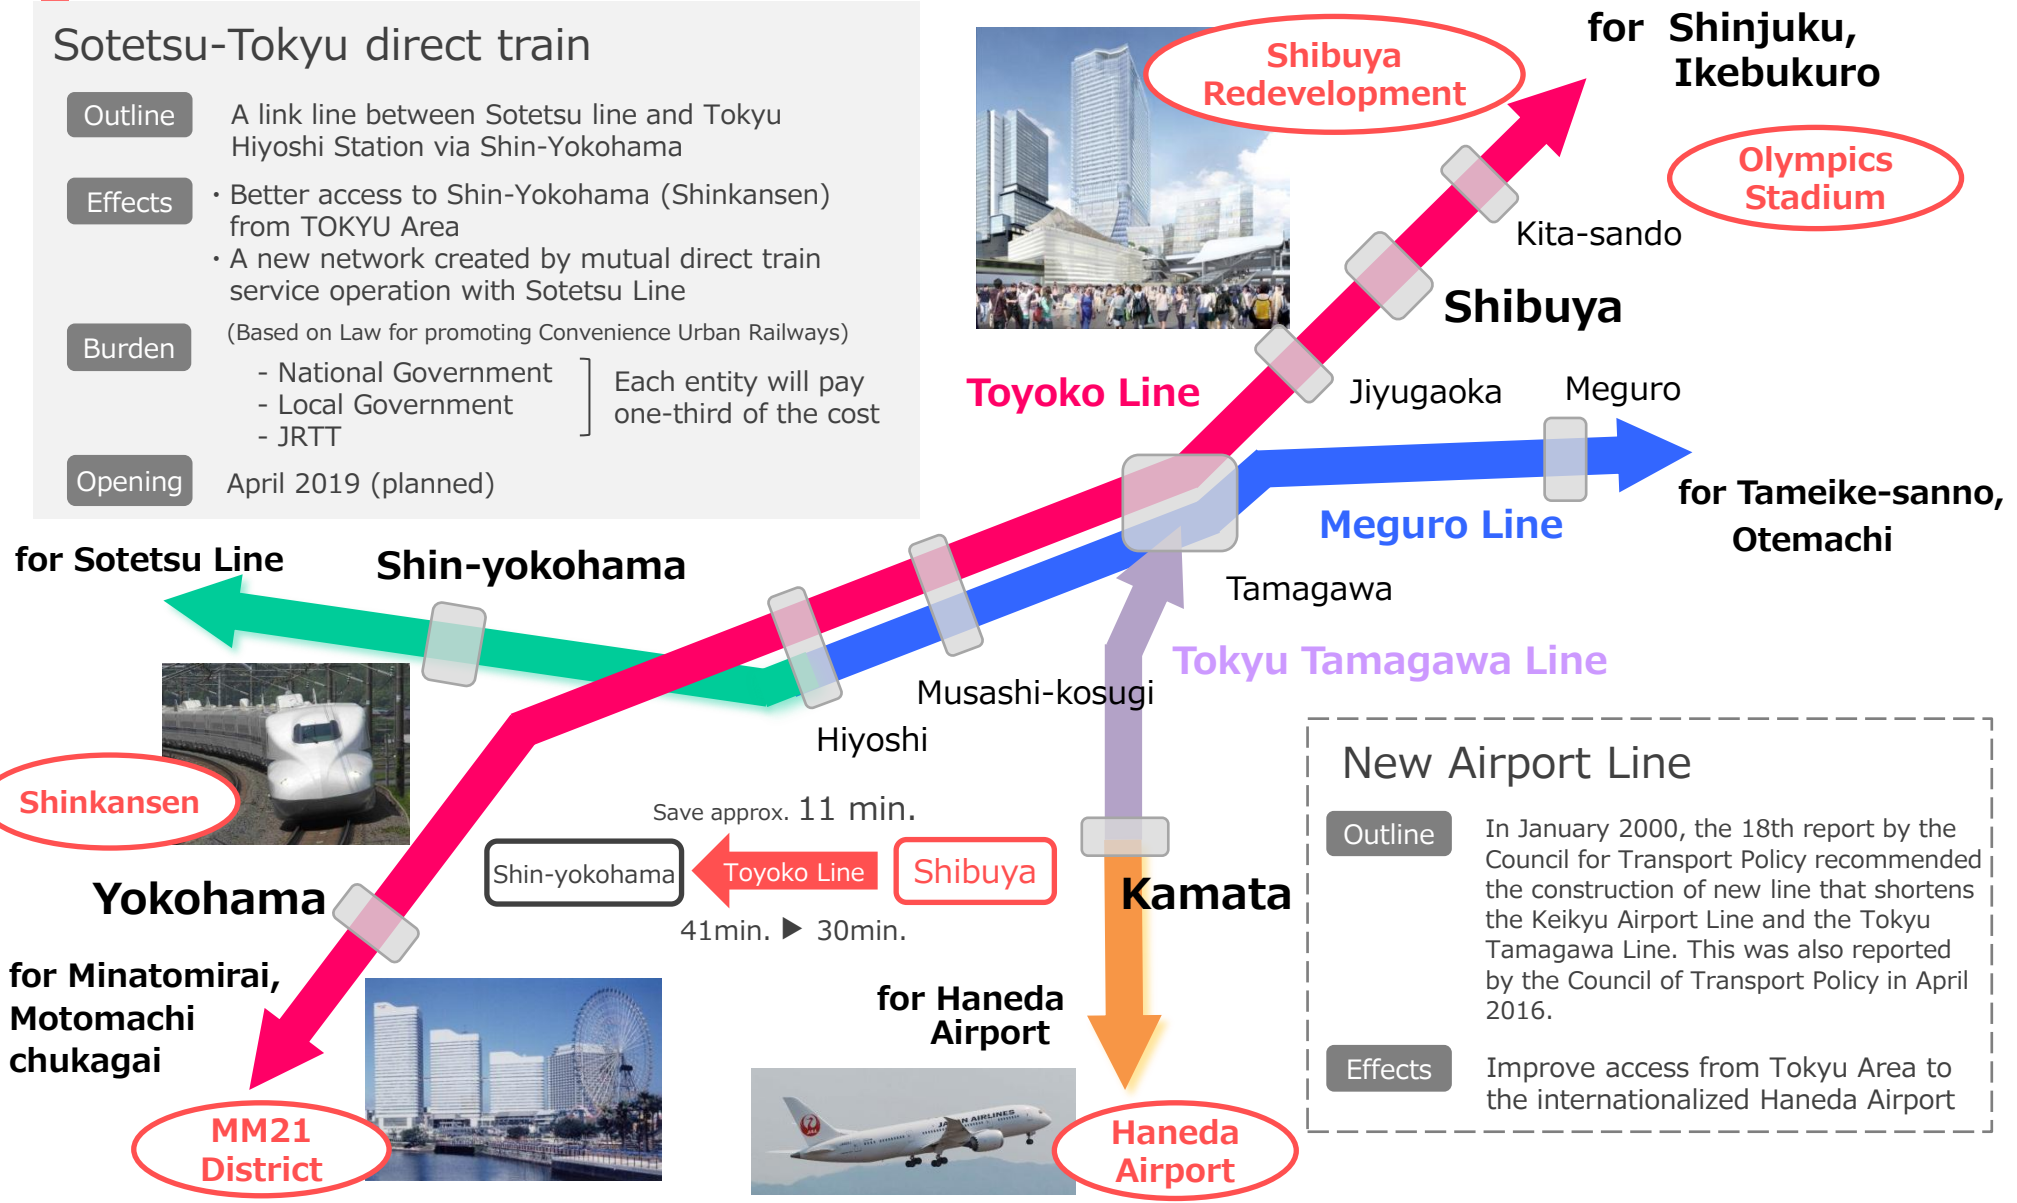 Sotetsu-Tokyu direct train
Outline
A link line between Sotetsu line and Tokyu
Hiyoshi Station via Shin-Yokohama
Effects
・Better access to Shin-Yokohama (Shinkansen)
from TOKYU Area
・A new network created by mutual direct train
service operation with Sotetsu Line
Burden
(Based on Law for promoting Convenience Urban Railways)
- National Government
- Local Government
- JRTT
Each entity will pay
one-third of the cost
Opening
April 2019 (planned)
Shibuya
Redevelopment
for Shinjuku,
Ikebukuro
Olympics
Stadium
Kita-sando
Shibuya
Toyoko Line
Jiyugaoka
Meguro
for Tameike-sanno,
Otemachi
Meguro Line
Tamagawa
for Sotetsu Line
Shin-yokohama
Tokyu Tamagawa Line
Musashi-kosugi
Hiyoshi
Shinkansen
Save approx. 11 min.
Shin-yokohama
Toyoko Line
Shibuya
41min. ▶ 30min.
Yokohama
for Minatomirai,
Motomachi
chukagai
MM21
District
Kamata
for Haneda
Airport
JAPAN AIRLINES
Haneda
Airport
New Airport Line
Outline
In January 2000, the 18th report by the
Council for Transport Policy recommended
the construction of new line that shortens
the Keikyu Airport Line and the Tokyu
Tamagawa Line. This was also reported
by the Council of Transport Policy in April
2016.
Effects
Improve access from Tokyu Area to
the internationalized Haneda Airport